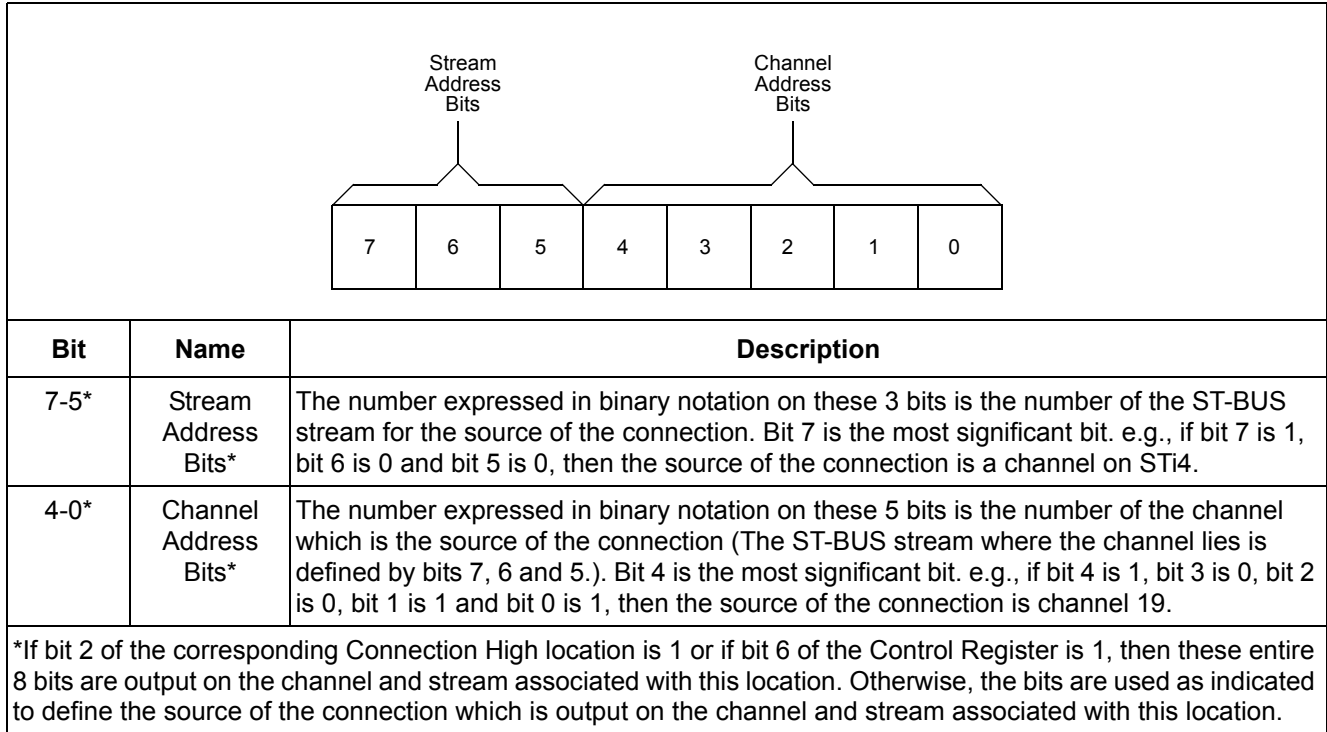 Stream
Address
Bits
Channel
Address
Bits
7 6 5 4 3 2 1 0
Bit Name Description
7-5* Stream Address Bits* The number expressed in binary notation on these 3 bits is the number of the ST-BUS
stream for the source of the connection. Bit 7 is the most significant bit. e.g., if bit 7 is 1,
bit 6 is 0 and bit 5 is 0, then the source of the connection is a channel on STi4.
4-0* Channel Address Bits* The number expressed in binary notation on these 5 bits is the number of the channel
which is the source of the connection (The ST-BUS stream where the channel lies is
defined by bits 7, 6 and 5.). Bit 4 is the most significant bit. e.g., if bit 4 is 1, bit 3 is 0, bit 2
is 0, bit 1 is 1 and bit 0 is 1, then the source of the connection is channel 19.
*If bit 2 of the corresponding Connection High location is 1 or if bit 6 of the Control Register is 1, then these entire
8 bits are output on the channel and stream associated with this location. Otherwise, the bits are used as indicated
to define the source of the connection which is output on the channel and stream associated with this location.